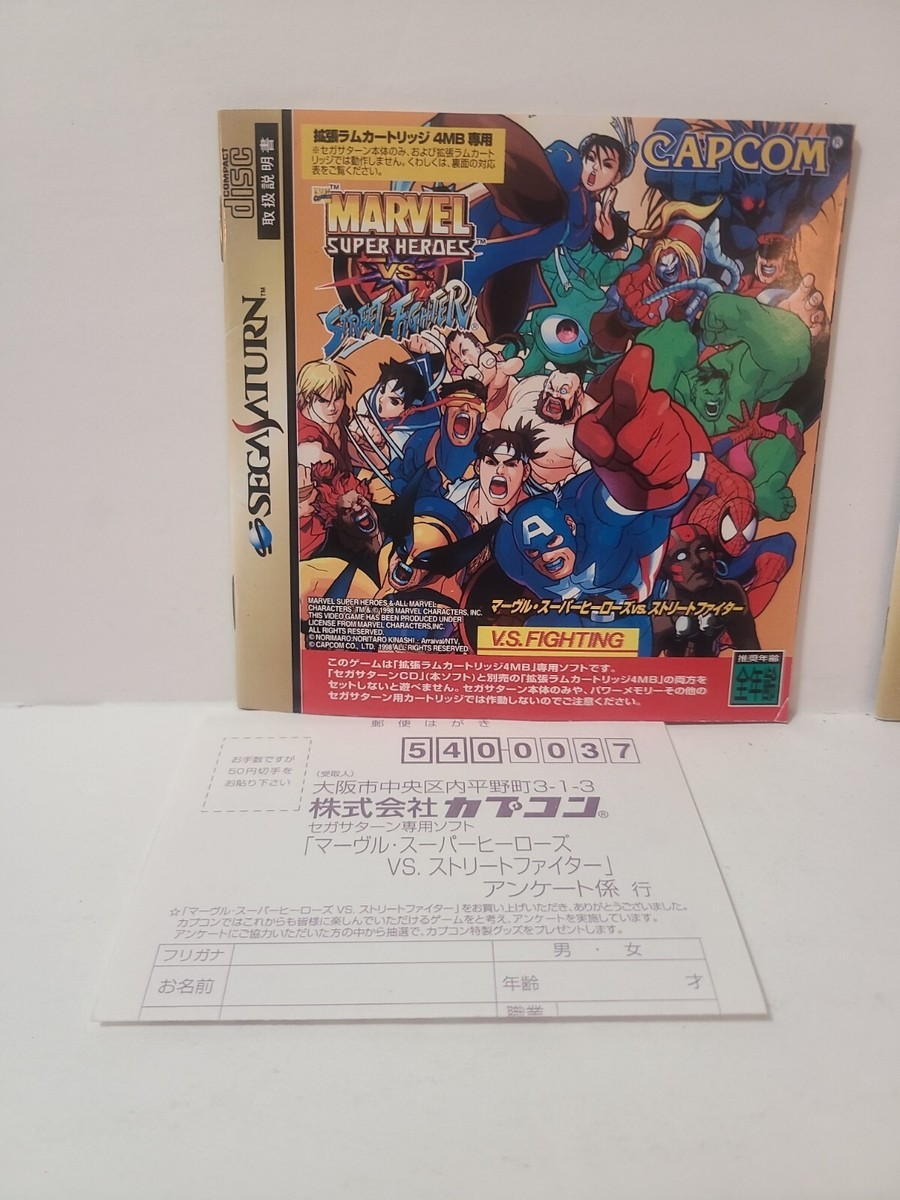 COMPACT
disc
取扱説明書
SEGA SATURN™
拡張ラムカートリッジ 4MB 専用
※セガサターン本体のみ、および拡張ラムカート
リッジでは動作しません。くわしくは、裏面の対応
表をご覧ください。
CAPCOM®
MARVEL
SUPER HEROES™
VS.
STREET FIGHTER®
A
MARVEL SUPER HEROES & ALL MARVEL
CHARACTERS ™ & © 1998 MARVEL CHARACTERS, INC.
THIS VIDEO GAME HAS BEEN PRODUCED UNDER
LICENSE FROM MARVEL CHARACTERS, INC.
ALL RIGHTS RESERVED.
© NORIMARO:NORITARO KINASHI・Arraival/NTV,
© CAPCOM CO., LTD. 1998 ALL RIGHTS RESERVED.
マーヴル・スーパーヒーローズvs.ストリートファイター
V.S. FIGHTING
このゲームは「拡張ラムカートリッジ4MB」専用ソフトです。
「セガサターンCD」(本ソフト)と別売の「拡張ラムカートリッジ4MB」の両方を
セットしないと遊べません。セガサターン本体のみや、パワーメモリーその他の
セガサターン用カートリッジでは作動しないのでご注意ください。
推奨年齢
全年齢
郵便はがき
540-0037
お手数ですが
50円切手を
お貼り下さい
(受取人)
大阪市中央区内平野町3-1-3
株式会社 カプコン®
セガサターン専用ソフト
「マーヴル・スーパーヒーローズ
VS. ストリートファイター」
アンケート係 行
☆「マーヴル・スーパーヒーローズ VS. ストリートファイター」をお買い上げいただき、ありがとうございました。
カプコンではこれからも皆様に楽しんでいただけるゲームをと考え、アンケートを実施しています。
アンケートにご協力いただいた方の中から抽選で、カプコン特製グッズをプレゼントします。
フリガナ
男・女
お名前
年齢 才
職業